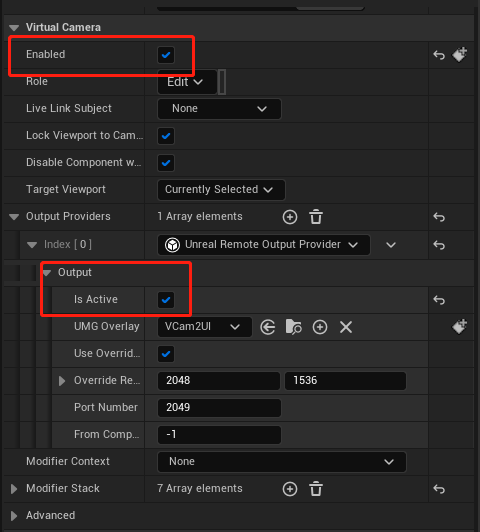 Virtual Camera
Enabled
Role Edit
Live Link Subject None
Lock Viewport to Cam...
Disable Component w...
Target Viewport Currently Selected
Output Providers 1 Array elements
Index [ 0 ] Unreal Remote Output Provider
Output
Is Active
UMG Overlay VCam2UI
Use Overrid...
Override Re... 2048 1536
Port Number 2049
From Comp... -1
Modifier Context None
Modifier Stack 7 Array elements
Advanced